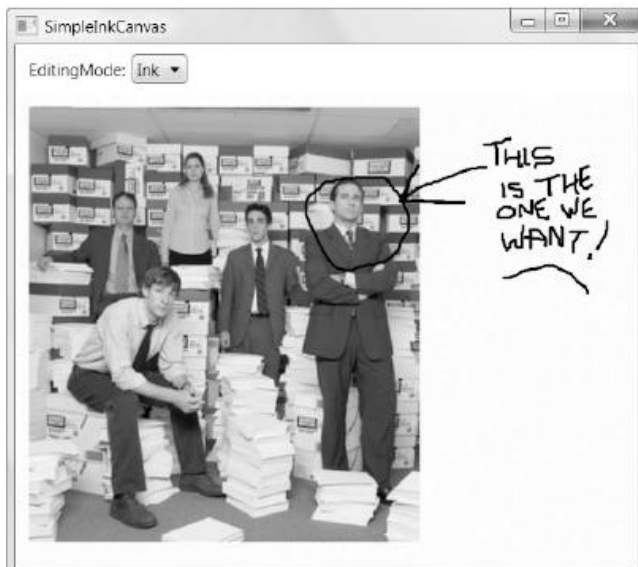 SimpleInkCanvas
EditingMode: Ink
THIS
IS THE
ONE WE
WANT!